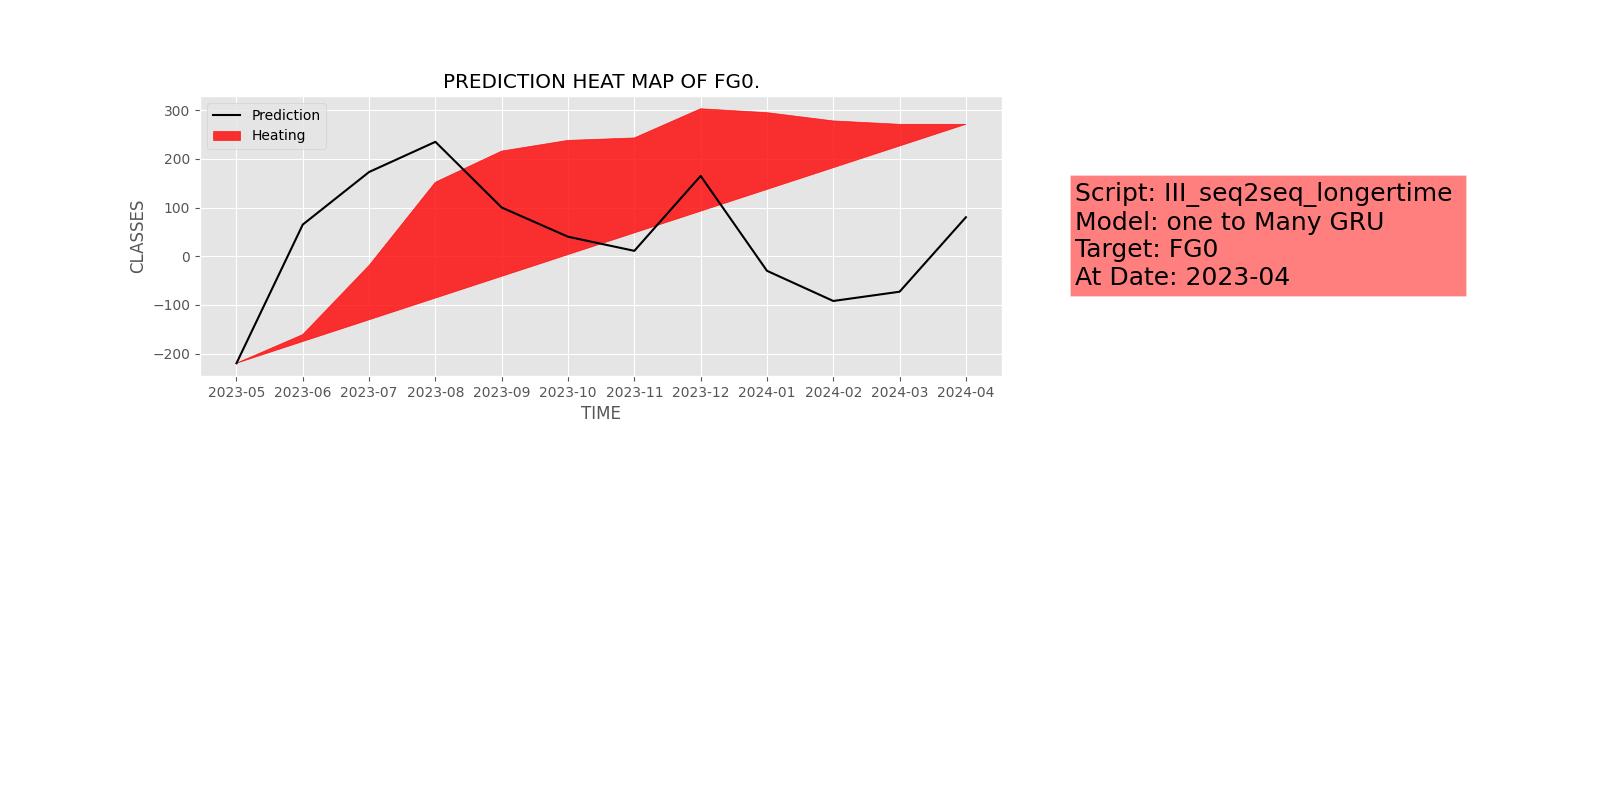 PREDICTION HEAT MAP OF FG0.
Prediction
Heating
CLASSES
300
200
100
0
−100
−200
2023-05 2023-06 2023-07 2023-08 2023-09 2023-10 2023-11 2023-12 2024-01 2024-02 2024-03 2024-04
TIME
Script: III_seq2seq_longertime
Model: one to Many GRU
Target: FG0
At Date: 2023-04